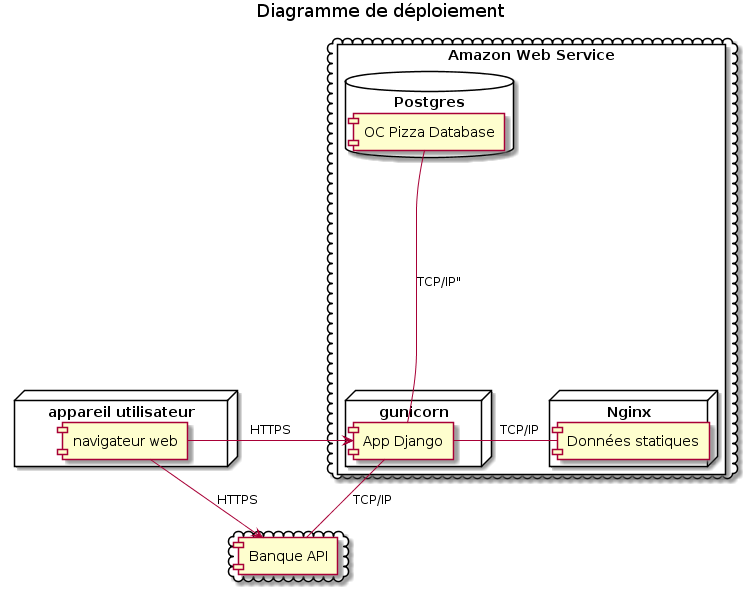 Diagramme de déploiement
Amazon Web Service
Postgres
OC Pizza Database
TCP/IP"
appareil utilisateur
navigateur web
HTTPS
gunicorn
App Django
TCP/IP
Nginx
Données statiques
HTTPS
TCP/IP
Banque API